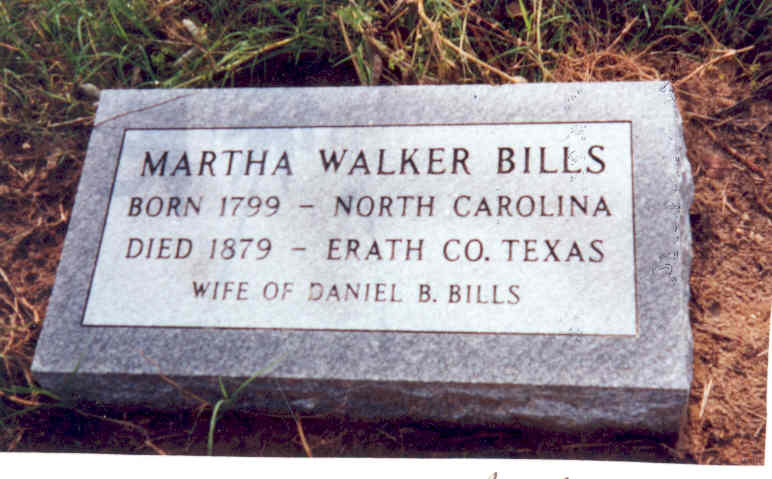 MARTHA WALKER BILLS
BORN 1799 - NORTH CAROLINA
DIED 1879 - ERATH CO. TEXAS
WIFE OF DANIEL B. BILLS